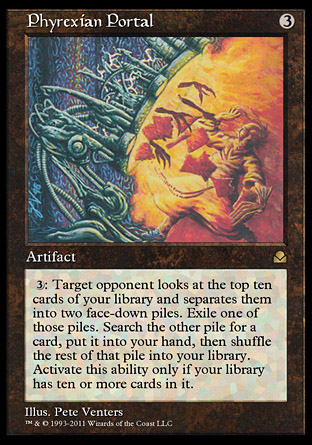 Phyrexian Portal 3
Artifact
3: Target opponent looks at the top ten
cards of your library and separates them
into two face-down piles. Exile one of
those piles. Search the other pile for a
card, put it into your hand, then shuffle
the rest of that pile into your library.
Activate this ability only if your library
has ten or more cards in it.
Illus. Pete Venters
™ & © 1993-2011 Wizards of the Coast LLC